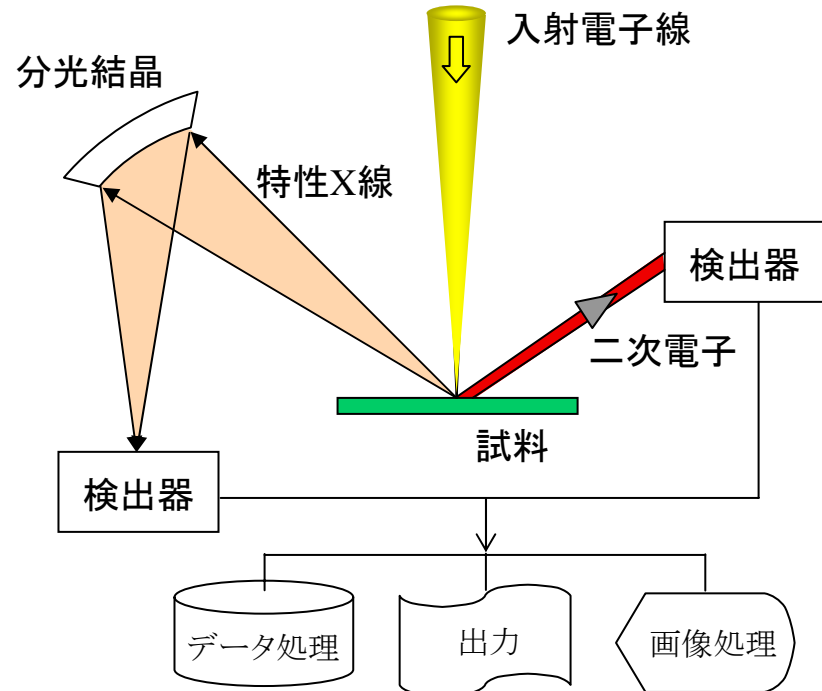 入射電子線
分光結晶
特性X線
検出器
二次電子
試料
検出器
データ処理
出力
画像処理